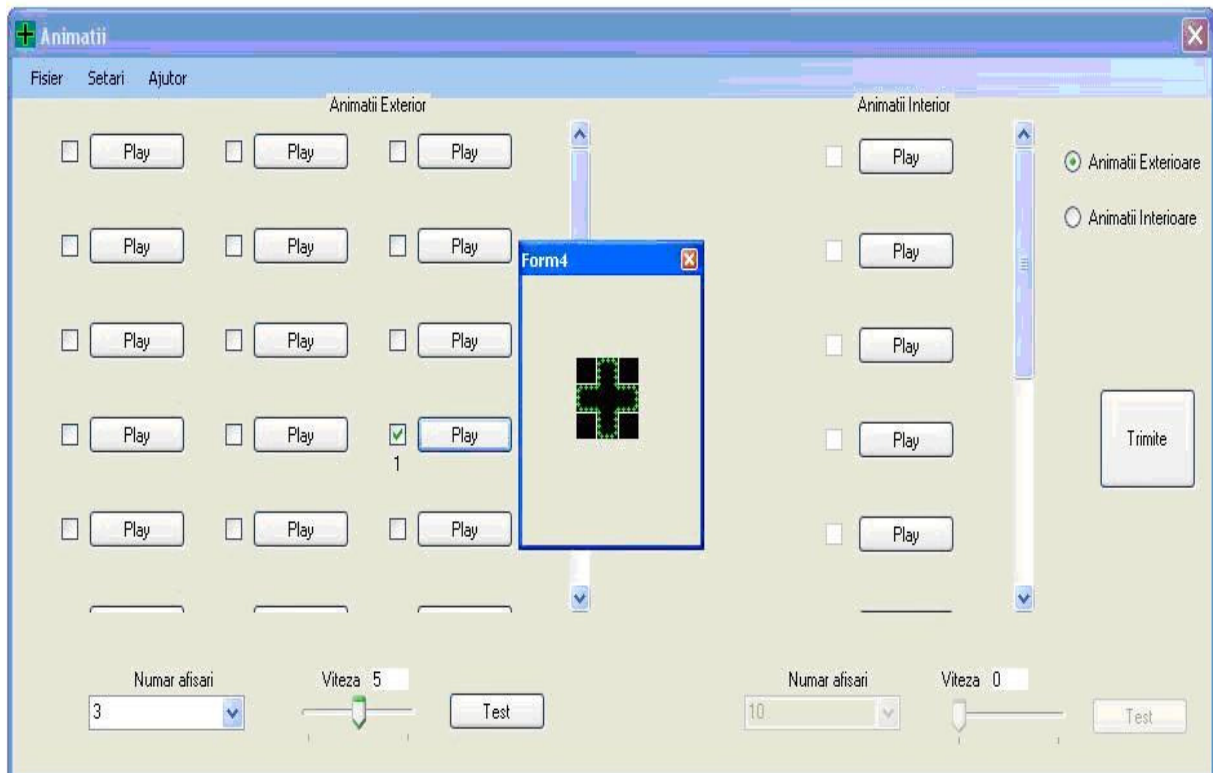 Animatii
Fisier Setari Ajutor
Animatii Exterior
Animatii Interior
Play Play Play
Play
Animatii Exterioare
Animatii Interioare
Play Play Play
Play
Form4
Play Play Play
Play
Play Play Play
1
Play
Trimite
Play Play Play
Play
Numar afisari
Viteza 5
3
Test
Numar afisari
Viteza 0
10
Test